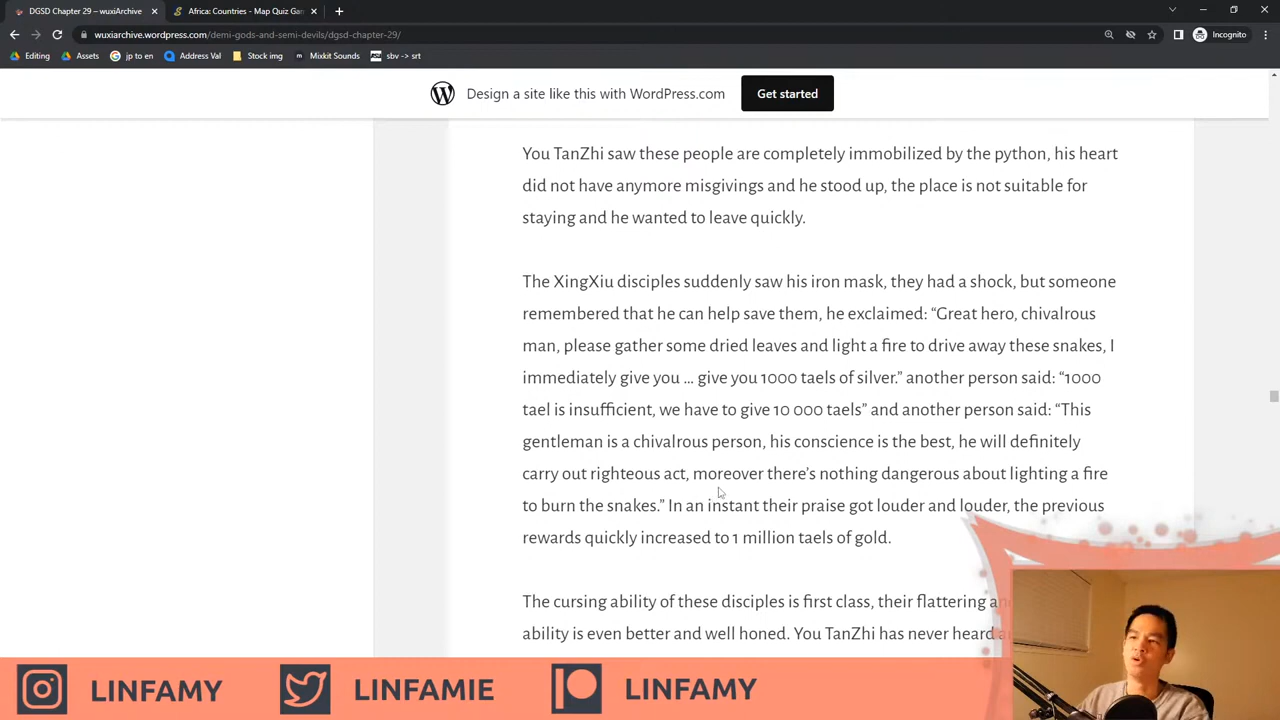 DGSD Chapter 29 – wuxiArchive
Africa: Countries - Map Quiz Gam
wuxiarchive.wordpress.com/demi-gods-and-semi-devils/dgsd-chapter-29/
Incognito
Editing
Assets
jp to en
Address Val
Stock img
Mixkit Sounds
sbv -> srt
Design a site like this with WordPress.com
Get started
You TanZhi saw these people are completely immobilized by the python, his heart
did not have anymore misgivings and he stood up, the place is not suitable for
staying and he wanted to leave quickly.
The XingXiu disciples suddenly saw his iron mask, they had a shock, but someone
remembered that he can help save them, he exclaimed: “Great hero, chivalrous
man, please gather some dried leaves and light a fire to drive away these snakes, I
immediately give you … give you 1000 taels of silver.” another person said: “1000
tael is insufficient, we have to give 10 000 taels” and another person said: “This
gentleman is a chivalrous person, his conscience is the best, he will definitely
carry out righteous act, moreover there’s nothing dangerous about lighting a fire
to burn the snakes.” In an instant their praise got louder and louder, the previous
rewards quickly increased to 1 million taels of gold.
The cursing ability of these disciples is first class, their flattering
ability is even better and well honed. You TanZhi has never heard
LINFAMY
LINFAMIE
LINFAMY